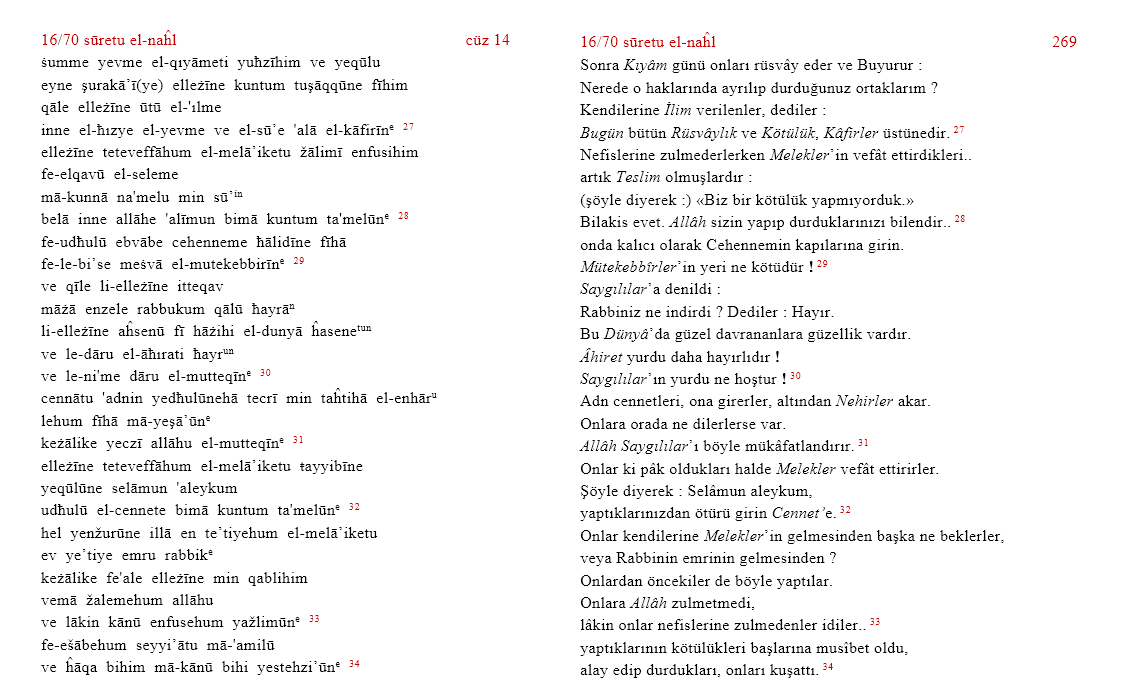 16/70 sūretu el-naĥl cüz 14
ṡumme yevme el-qıyāmeti yuħzīhim ve yeqūlu
eyne şurakā’ī(ye) elleżīne kuntum tuşāqqūne fīhim
qāle elleżīne ūtū el-'ılme
inne el-ħızye el-yevme ve el-sū’e 'alā el-kāfirīnᵉ 27
elleżīne teteveffāhum el-melā’iketu žālimī enfusihim
fe-elqavū el-seleme
mā-kunnā na'melu min sū’ⁱⁿ
belā inne allāhe 'alīmun bimā kuntum ta'melūnᵉ 28
fe-udħulū ebvābe cehenneme ħālidīne fīhā
fe-le-bi’se meṡvā el-mutekebbirīnᵉ 29
ve qīle li-elleżīne itteqav
māżā enzele rabbukum qālū ħayrāⁿ
li-elleżīne aĥsenū fī hāżihi el-dunyā ĥaseneᵗᵘⁿ
ve le-dāru el-āħırati ħayrᵘⁿ
ve le-ni'me dāru el-mutteqīnᵉ 30
cennātu 'adnin yedħulūnehā tecrī min taĥtihā el-enhārᵘ
lehum fīhā mā-yeşā’ūnᵉ
keżālike yeczī allāhu el-mutteqīnᵉ 31
elleżīne teteveffāhum el-melā’iketu ŧayyibīne
yeqūlūne selāmun 'aleykum
udħulū el-cennete bimā kuntum ta'melūnᵉ 32
hel yenžurūne illā en te’tiyehum el-melā’iketu
ev ye’tiye emru rabbikᵉ
keżālike fe'ale elleżīne min qablihim
vemā žalemehum allāhu
ve lākin kānū enfusehum yažlimūnᵉ 33
fe-ešābehum seyyi’ātu mā-'amilū
ve ĥāqa bihim mā-kānū bihi yestehzi’ūnᵉ 34
16/70 sūretu el-naĥl 269
Sonra Kıyâm günü onları rüsvây eder ve Buyurur :
Nerede o haklarında ayrılıp durduğunuz ortaklarım ?
Kendilerine İlim verilenler, dediler :
Bugün bütün Rüsvâylık ve Kötülük, Kâfirler üstünedir. 27
Nefislerine zulmederlerken Melekler’in vefât ettirdikleri..
artık Teslim olmuşlardır :
(şöyle diyerek :) «Biz bir kötülük yapmıyorduk.»
Bilakis evet. Allâh sizin yapıp durduklarınızı bilendir.. 28
onda kalıcı olarak Cehennemin kapılarına girin.
Mütekebbîrler’in yeri ne kötüdür ! 29
Saygılılar’a denildi :
Rabbiniz ne indirdi ? Dediler : Hayır.
Bu Dünyâ’da güzel davrananlara güzellik vardır.
Âhiret yurdu daha hayırlıdır !
Saygılılar’ın yurdu ne hoştur ! 30
Adn cennetleri, ona girerler, altından Nehirler akar.
Onlara orada ne dilerlerse var.
Allâh Saygılılar’ı böyle mükâfatlandırır. 31
Onlar ki pâk oldukları halde Melekler vefât ettirirler.
Şöyle diyerek : Selâmun aleykum,
yaptıklarınızdan ötürü girin Cennet’e. 32
Onlar kendilerine Melekler’in gelmesinden başka ne beklerler,
veya Rabbinin emrinin gelmesinden ?
Onlardan öncekiler de böyle yaptılar.
Onlara Allâh zulmetmedi,
lâkin onlar nefislerine zulmedenler idiler.. 33
yaptıklarının kötülükleri başlarına musîbet oldu,
alay edip durdukları, onları kuşattı. 34